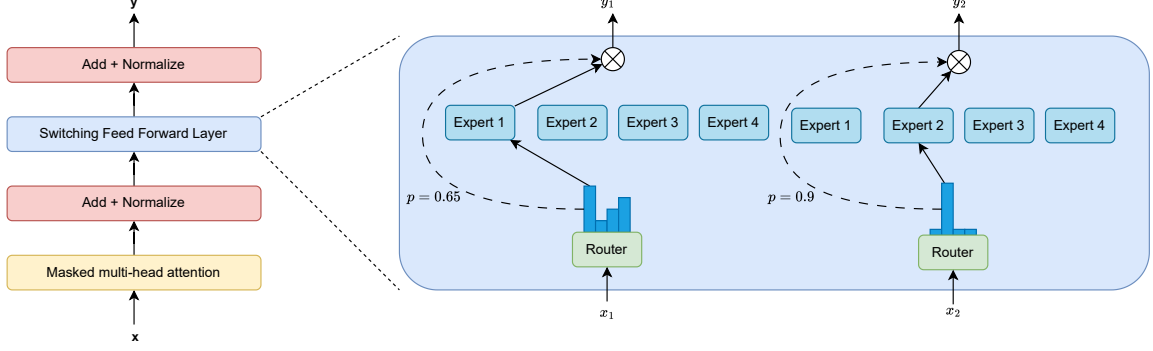 y
Add + Normalize
Switching Feed Forward Layer
Add + Normalize
Masked multi-head attention
x
y₁
Expert 1
Expert 2
Expert 3
Expert 4
p = 0.65
Router
x₁
y₂
Expert 1
Expert 2
Expert 3
Expert 4
p = 0.9
Router
x₂